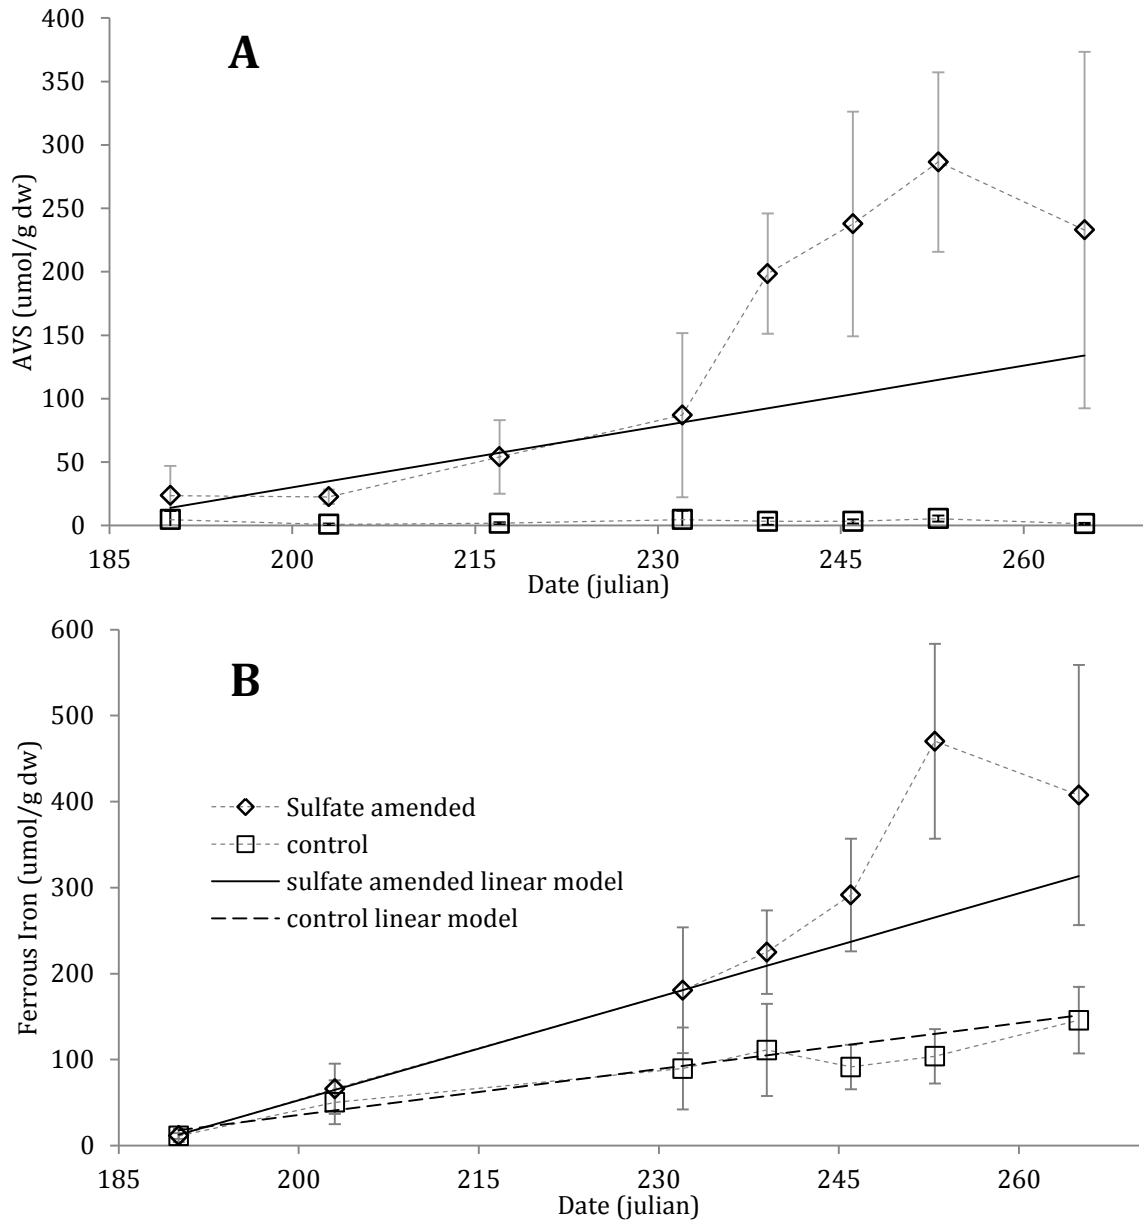 A
AVS (umol/g dw)
400
350
300
250
200
150
100
50
0
185 200 215 230 245 260
Date (julian)
B
Ferrous Iron (umol/g dw)
600
500
400
300
200
100
0
Sulfate amended
control
sulfate amended linear model
control linear model
185 200 215 230 245 260
Date (julian)